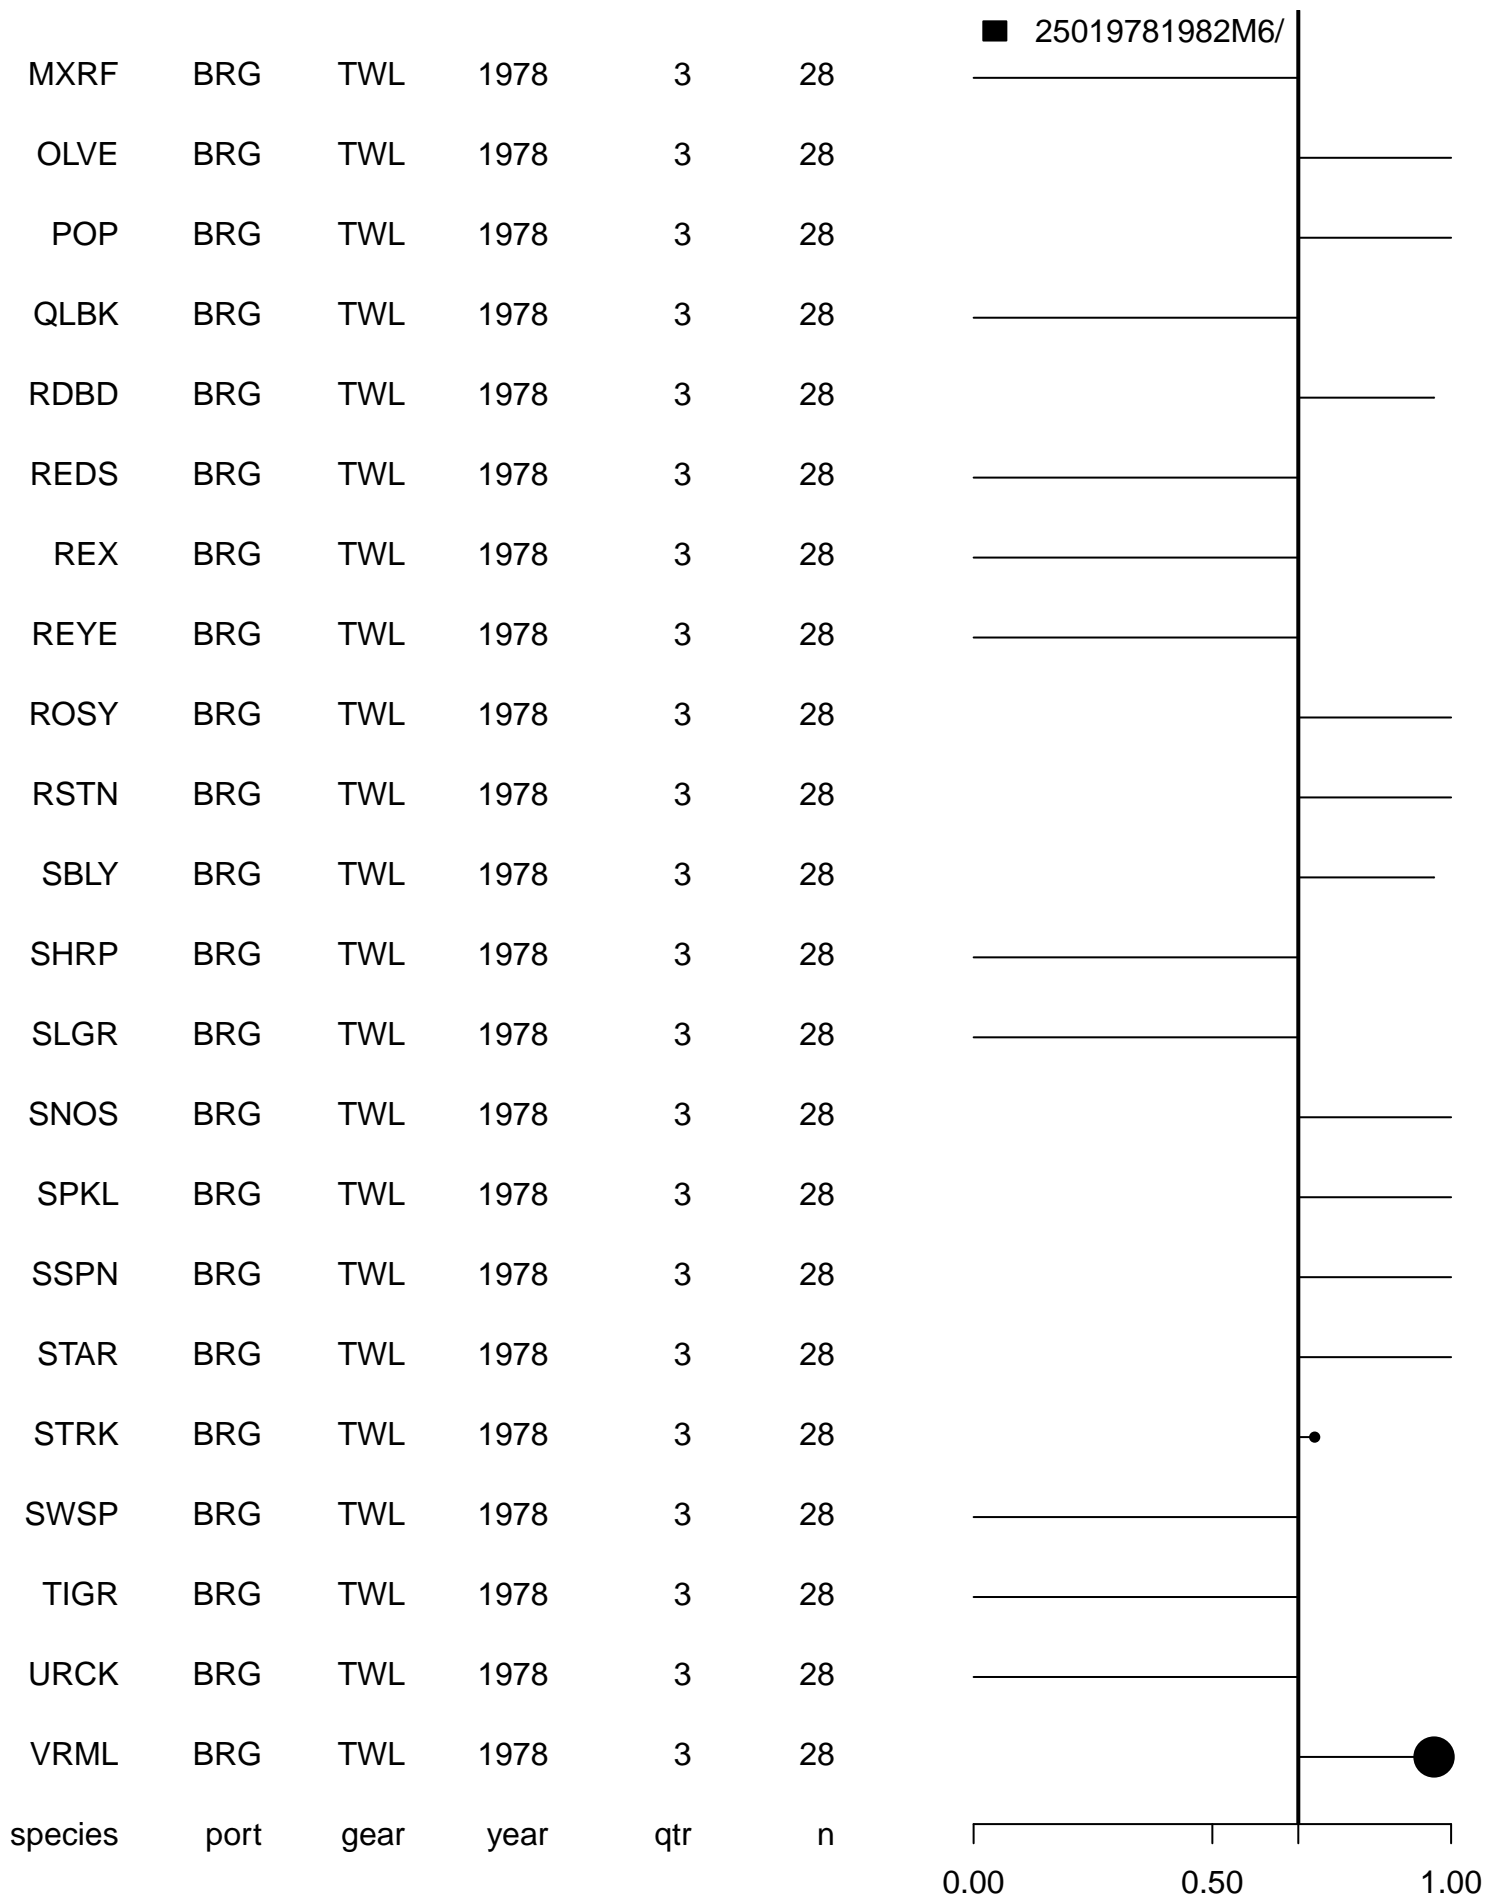 25019781982M6/
MXRF BRG TWL 1978 3 28
OLVE BRG TWL 1978 3 28
POP BRG TWL 1978 3 28
QLBK BRG TWL 1978 3 28
RDBD BRG TWL 1978 3 28
REDS BRG TWL 1978 3 28
REX BRG TWL 1978 3 28
REYE BRG TWL 1978 3 28
ROSY BRG TWL 1978 3 28
RSTN BRG TWL 1978 3 28
SBLY BRG TWL 1978 3 28
SHRP BRG TWL 1978 3 28
SLGR BRG TWL 1978 3 28
SNOS BRG TWL 1978 3 28
SPKL BRG TWL 1978 3 28
SSPN BRG TWL 1978 3 28
STAR BRG TWL 1978 3 28
STRK BRG TWL 1978 3 28
SWSP BRG TWL 1978 3 28
TIGR BRG TWL 1978 3 28
URCK BRG TWL 1978 3 28
VRML BRG TWL 1978 3 28
species port gear year qtr n
0.00 0.50 1.00